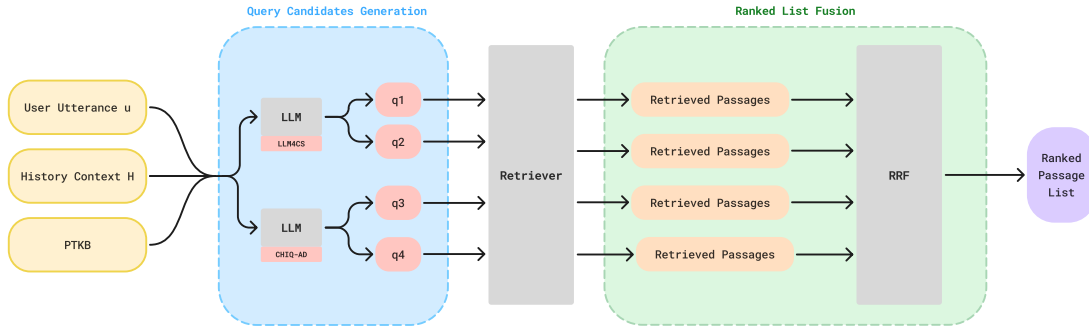 Query Candidates Generation
Ranked List Fusion
User Utterance u
History Context H
PTKB
LLM
LLM4CS
LLM
CHIQ-AD
q1
q2
q3
q4
Retriever
Retrieved Passages
Retrieved Passages
Retrieved Passages
Retrieved Passages
RRF
Ranked
Passage
List